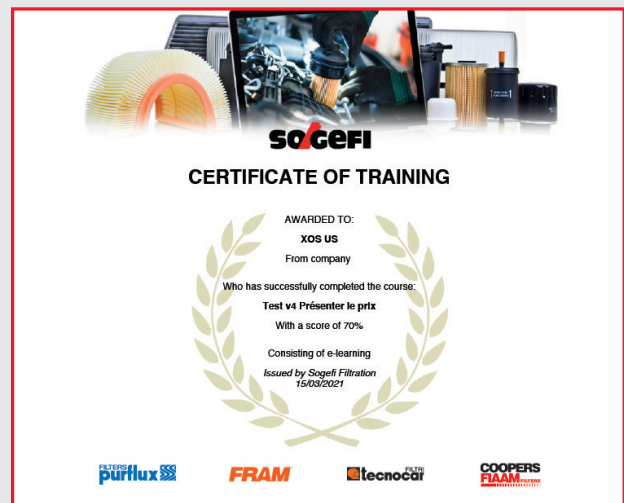 SOGEFI
CERTIFICATE OF TRAINING
AWARDED TO:
XOS US
From company
Who has successfully completed the course:
Test v4 Présenter le prix
With a score of 70%
Consisting of e-learning
Issued by Sogefi Filtration
15/03/2021
FILTERS
purflux
FRAM
FILTRI
tecnocar
COOPERS
FIAAM FILTERS